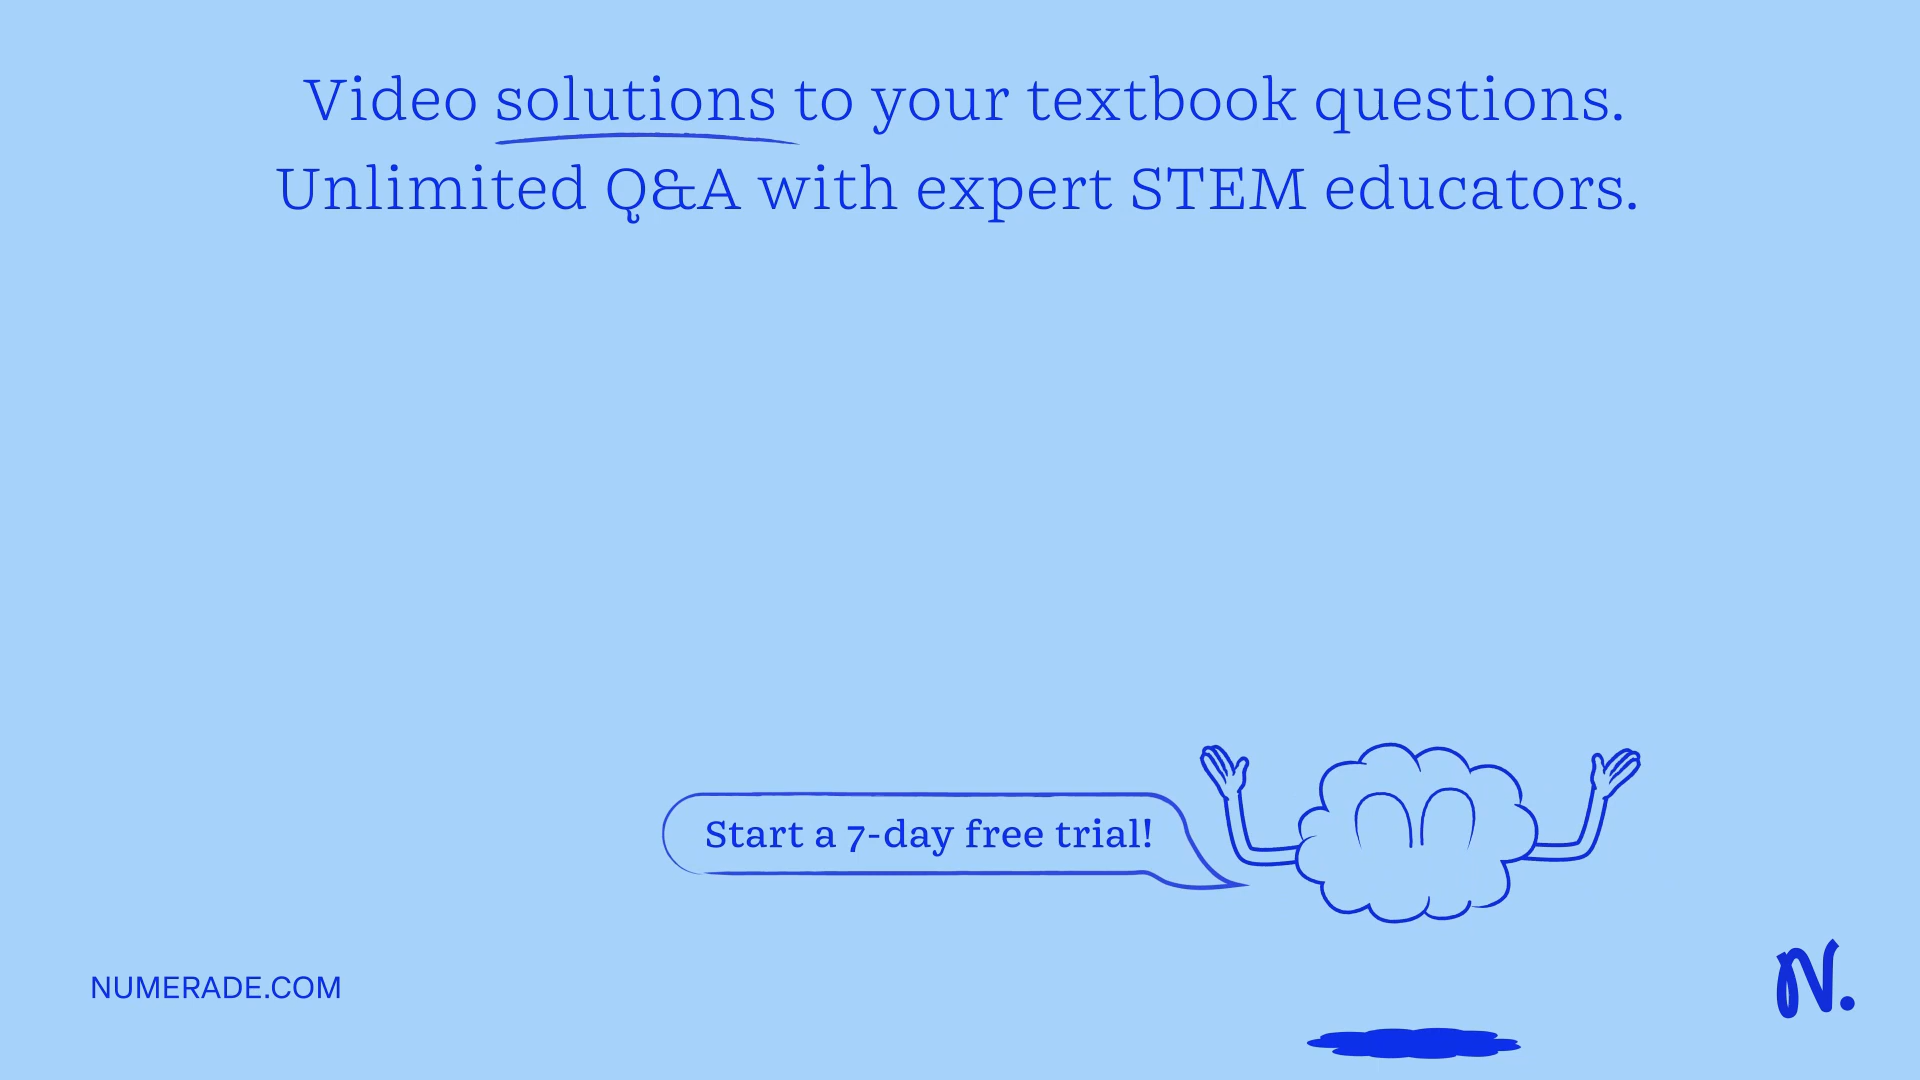 Video solutions to your textbook questions.
Unlimited Q&A with expert STEM educators.
Start a 7-day free trial!
NUMERADE.COM
N.